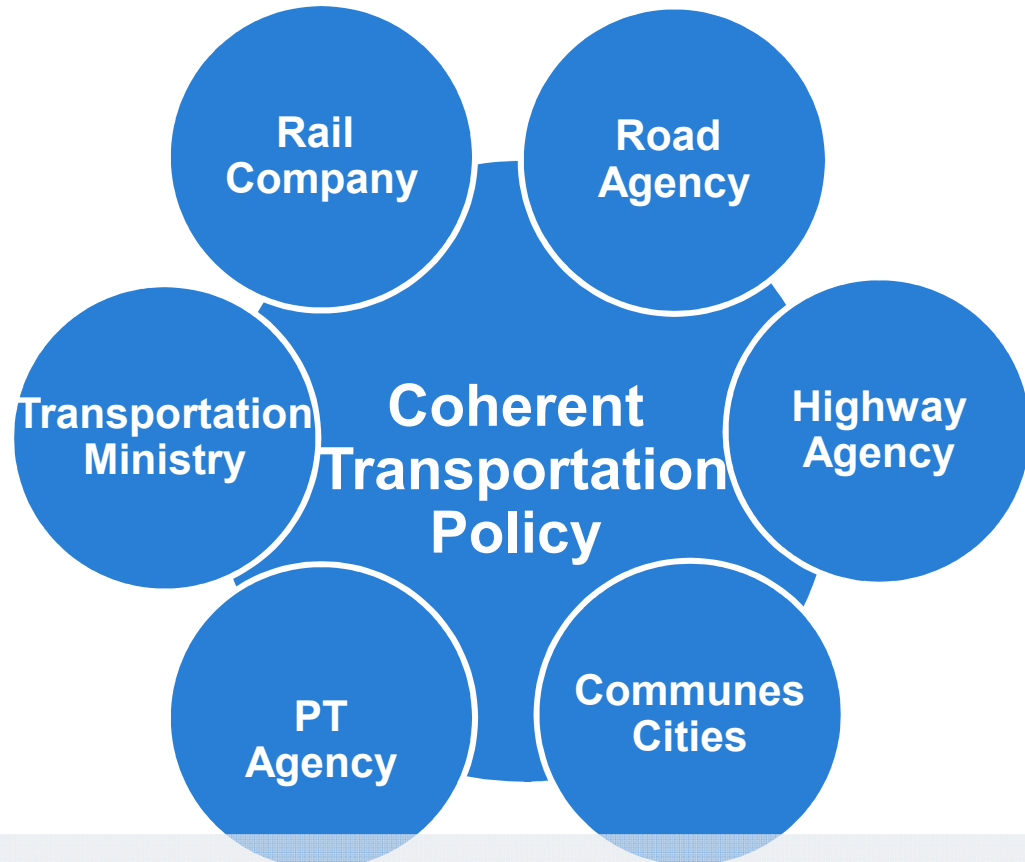 Rail
Company
Road
Agency
Transportation
Ministry
Coherent
Transportation
Policy
Highway
Agency
PT
Agency
Communes
Cities